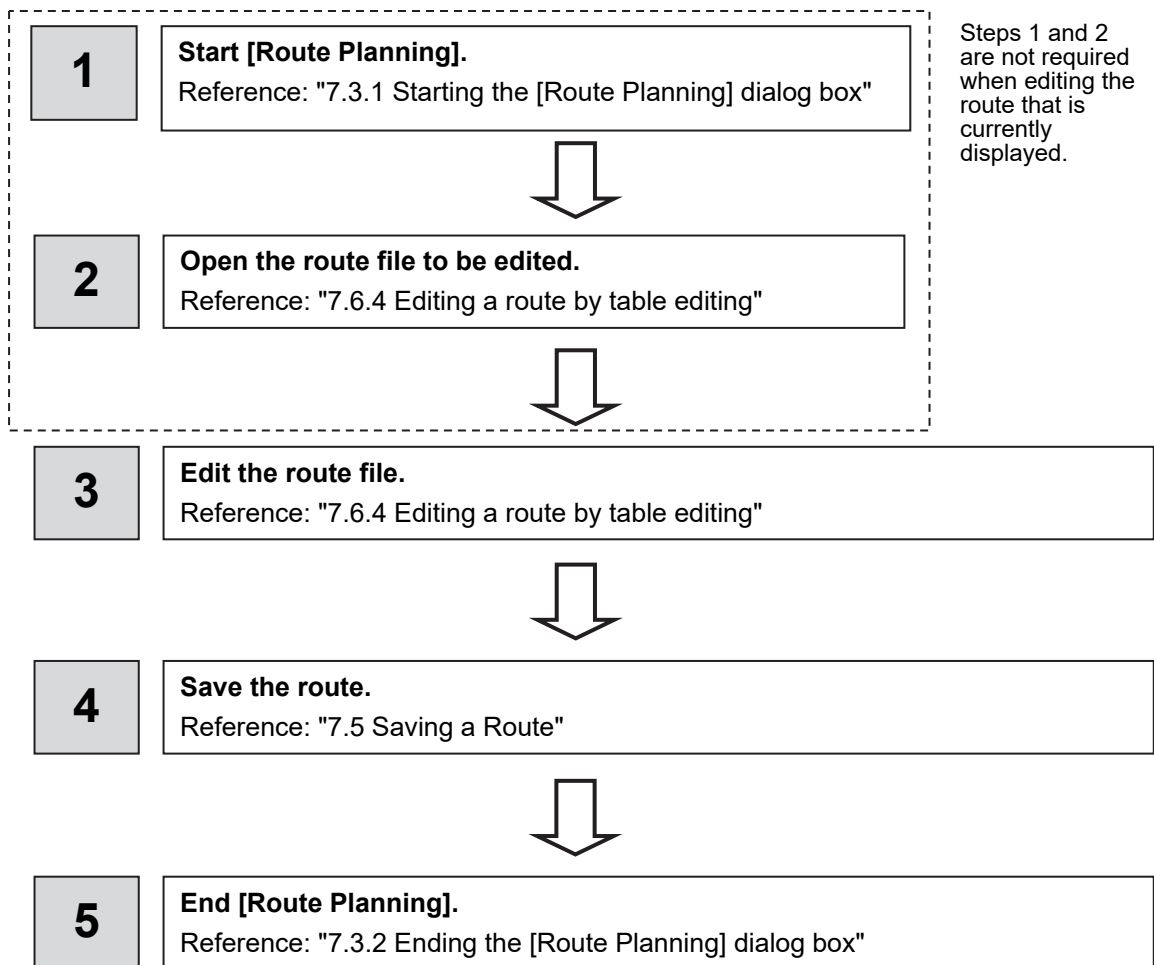 1
Start [Route Planning].
Reference: "7.3.1 Starting the [Route Planning] dialog box"
Steps 1 and 2
are not required
when editing the
route that is
currently
displayed.
2
Open the route file to be edited.
Reference: "7.6.4 Editing a route by table editing"
3
Edit the route file.
Reference: "7.6.4 Editing a route by table editing"
4
Save the route.
Reference: "7.5 Saving a Route"
5
End [Route Planning].
Reference: "7.3.2 Ending the [Route Planning] dialog box"